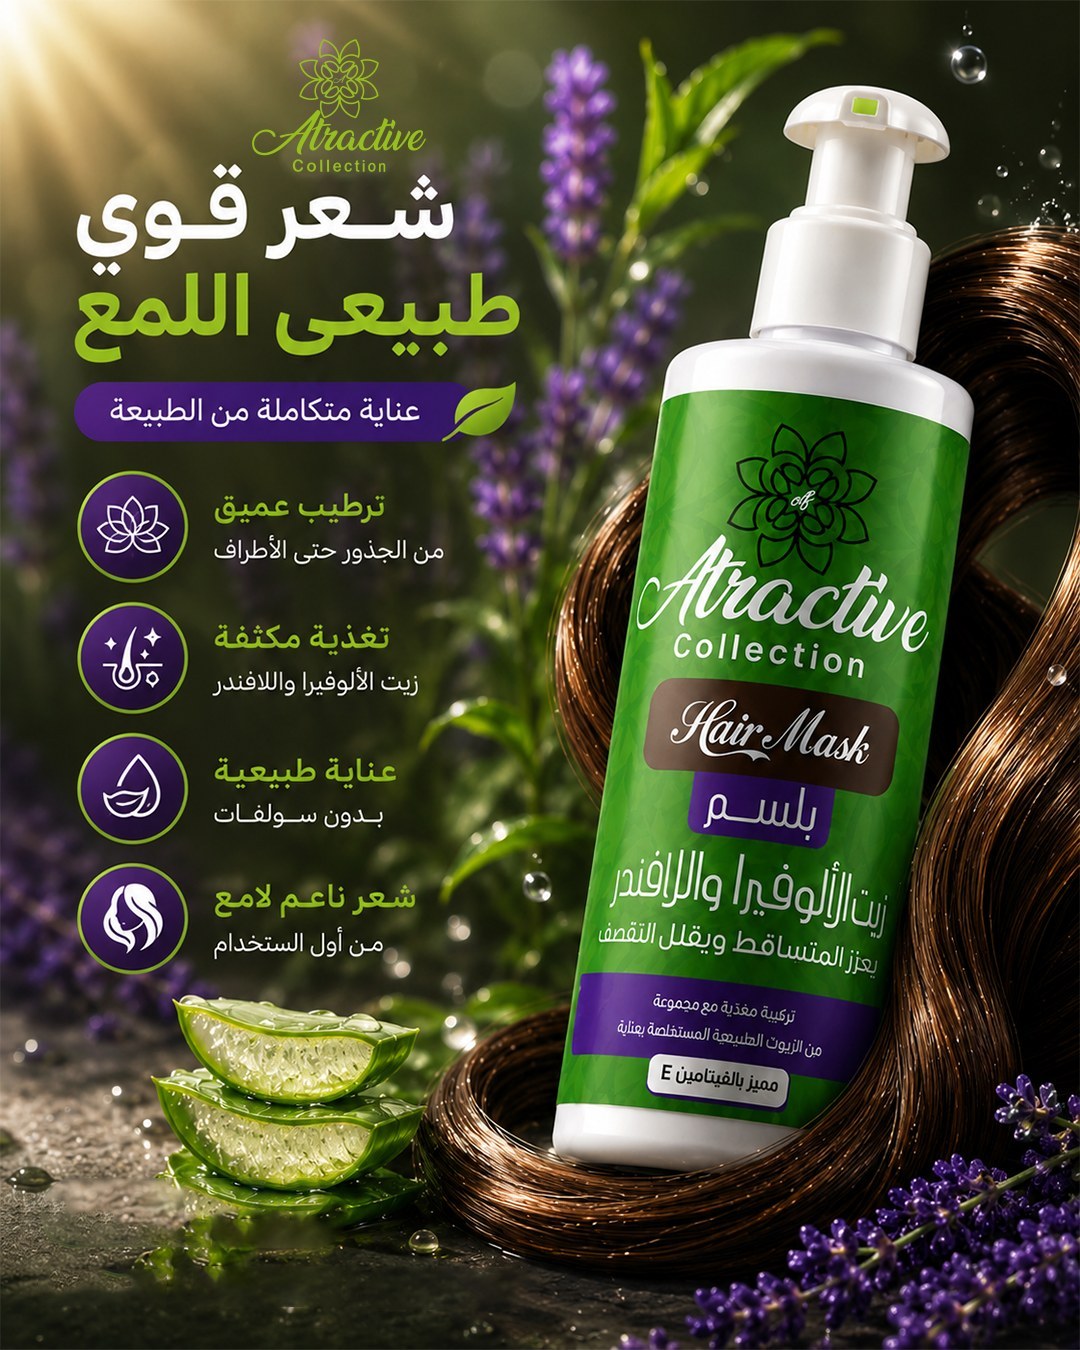 Atractive
Collection
شعر قوي
طبيعى اللمع
عناية متكاملة من الطبيعة
ترطيب عميق
من الجذور حتى الأطراف
تغذية مكثفة
زيت الألوفيرا واللافندر
عناية طبيعية
بدون سولفات
شعر ناعم لامع
من أول الستخدام
Atractive
Collection
Hair Mask
بلسم
زيت الألوفيرا واللافندر
يعزز المتساقط ويقلل التقصف
تركيبة مغذية مع مجموعة
من الزيوت الطبيعية المستخلصة بعناية
مميز بالفيتامين E